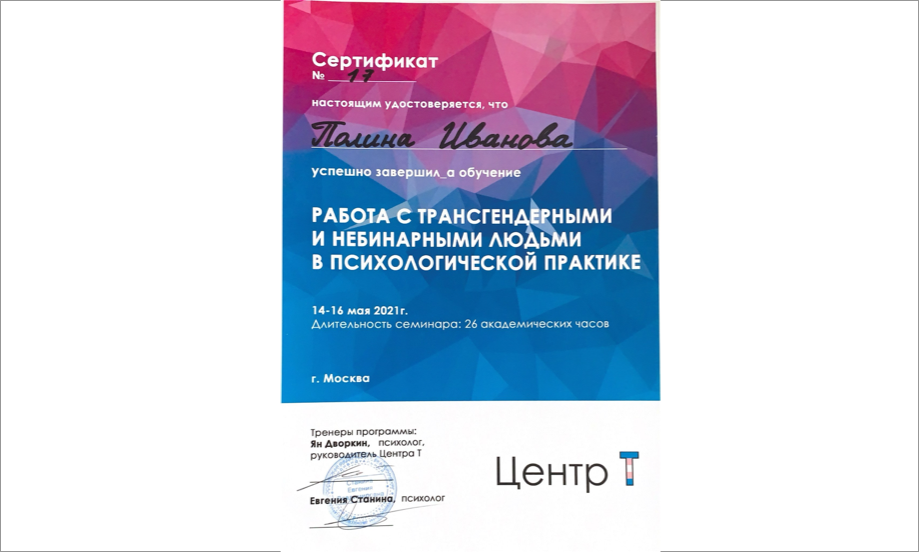 Сертификат
№ 17
настоящим удостоверяется, что
Полина Иванова
успешно завершил_а обучение
РАБОТА С ТРАНСГЕНДЕРНЫМИ
И НЕБИНАРНЫМИ ЛЮДЬМИ
В ПСИХОЛОГИЧЕСКОЙ ПРАКТИКЕ
14-16 мая 2021г.
Длительность семинара: 26 академических часов
г. Москва
Тренеры программы:
Ян Дворкин, психолог,
руководитель Центра Т
Евгения Станина, психолог
Центр Т